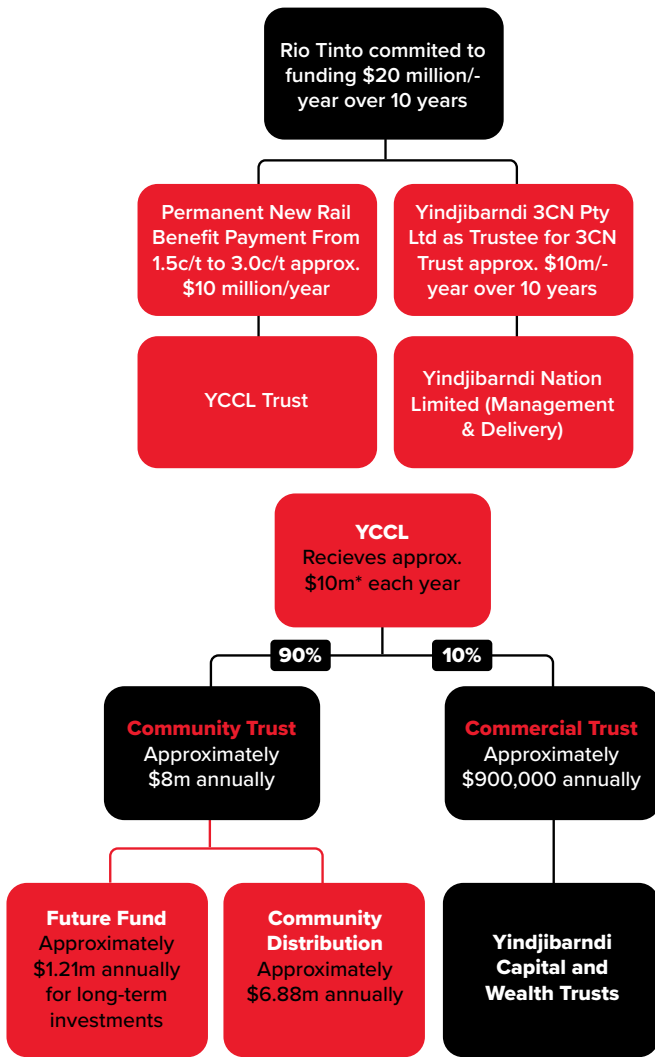 Rio Tinto commited to
funding $20 million/-
year over 10 years
Permanent New Rail
Benefit Payment From
1.5c/t to 3.0c/t approx.
$10 million/year
Yindjibarndi 3CN Pty
Ltd as Trustee for 3CN
Trust approx. $10m/-
year over 10 years
YCCL Trust
Yindjibarndi Nation
Limited (Management
& Delivery)
YCCL
Recieves approx.
$10m* each year
90%
10%
Community Trust
Approximately
$8m annually
Commercial Trust
Approximately
$900,000 annually
Future Fund
Approximately
$1.21m annually
for long-term
investments
Community
Distribution
Approximately
$6.88m annually
Yindjibarndi
Capital and
Wealth Trusts